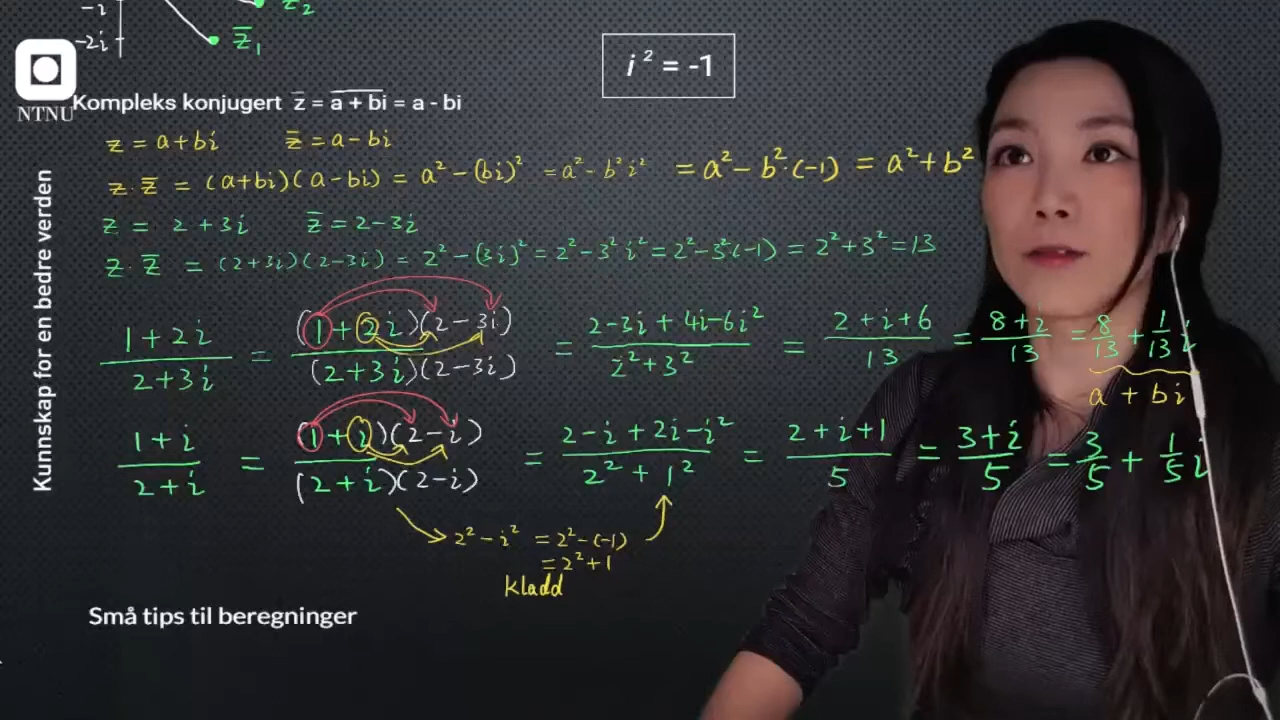 -i
z₂
-2i
z̅₁
i² = -1
NTNU
Kunnskap for en bedre verden
Kompleks konjugert z̅ = a + bi = a - bi
z = a+bi z̅ = a-bi
z·z̅ = (a+bi)(a-bi) = a² - (bi)² = a² - b²i² = a² - b²·(-1) = a² + b²
z = 2+3i z̅ = 2-3i
z·z̅ = (2+3i)(2-3i) = 2² - (3i)² = 2² - 3²i² = 2² - 3²·(-1) = 2² + 3² = 13
(1+2i)/(2+3i) = (1+2i)(2-3i)/(2+3i)(2-3i) = (2-3i+4i-6i²)/(2²+3²) = (2+i+6)/13 = (8+i)/13 = 8/13 + 1/13 i
a + bi
(1+i)/(2+i) = (1+i)(2-i)/(2+i)(2-i) = (2-i+2i-i²)/(2²+1²) = (2+i+1)/5 = (3+i)/5 = 3/5 + 1/5 i
2² - i² = 2² - (-1)
= 2² + 1
kladd
Små tips til beregninger